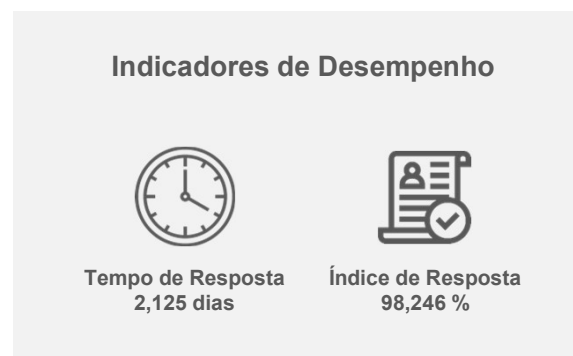 Indicadores de Desempenho
Tempo de Resposta
2,125 dias
Índice de Resposta
98,246 %